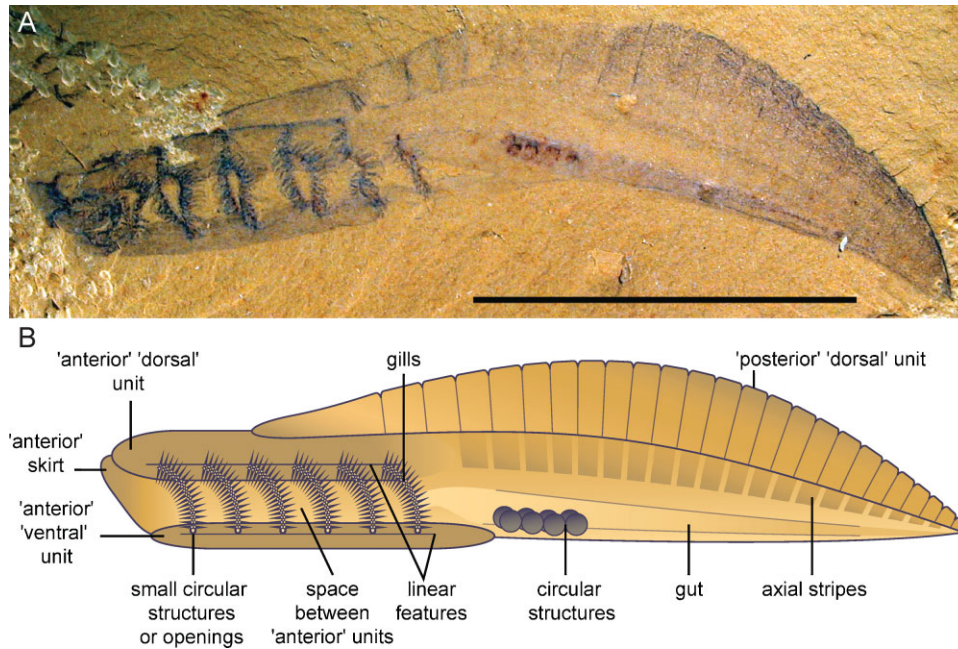 A
B
'anterior' 'dorsal'
unit
gills
'posterior' 'dorsal' unit
'anterior'
skirt
'anterior'
'ventral'
unit
small circular
structures
or openings
space
between
'anterior' units
linear
features
circular
structures
gut
axial stripes